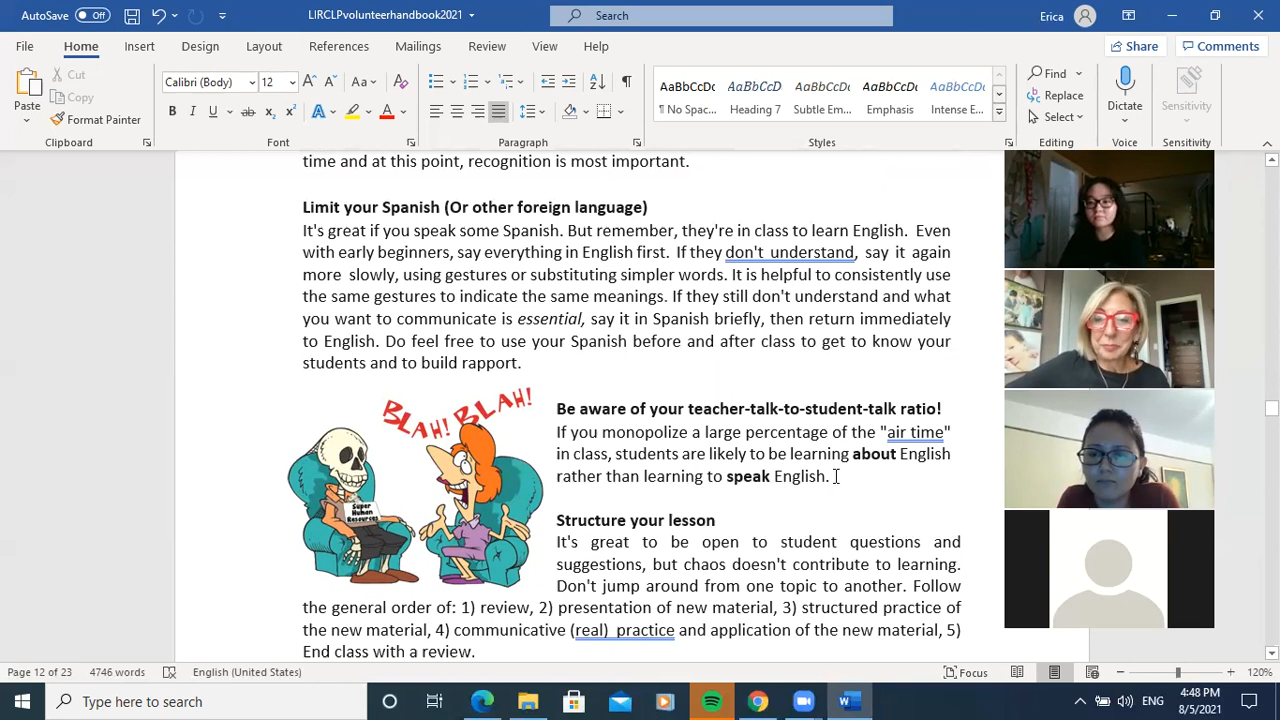 AutoSave Off
LIRCLPvolunteerhandbook2021
Search
Erica
File Home Insert Design Layout References Mailings Review View Help
Share
Comments
Paste
Cut
Copy
Format Painter
Calibri (Body) 12
Aa
B I U ab x₂ x² A A
AaBbCcDc AaBbCcD AaBbCcDc AaBbCcDc AaBbCcDc
¶ No Spac... Heading 7 Subtle Em... Emphasis Intense E...
Find
Replace
Select
Dictate
Sensitivity
Clipboard Font Paragraph Styles Editing Voice Sensitivity
time and at this point, recognition is most important.
Limit your Spanish (Or other foreign language)
It's great if you speak some Spanish. But remember, they're in class to learn English. Even
with early beginners, say everything in English first. If they don't understand, say it again
more slowly, using gestures or substituting simpler words. It is helpful to consistently use
the same gestures to indicate the same meanings. If they still don't understand and what
you want to communicate is essential, say it in Spanish briefly, then return immediately
to English. Do feel free to use your Spanish before and after class to get to know your
students and to build rapport.
BLAH! BLAH!
Super
Human
Resources
Be aware of your teacher-talk-to-student-talk ratio!
If you monopolize a large percentage of the "air time"
in class, students are likely to be learning about English
rather than learning to speak English.
Structure your lesson
It's great to be open to student questions and
suggestions, but chaos doesn't contribute to learning.
Don't jump around from one topic to another. Follow
the general order of: 1) review, 2) presentation of new material, 3) structured practice of
the new material, 4) communicative (real) practice and application of the new material, 5)
End class with a review.
Page 12 of 23 4746 words English (United States)
Focus
120%
Type here to search
ENG
4:48 PM
8/5/2021